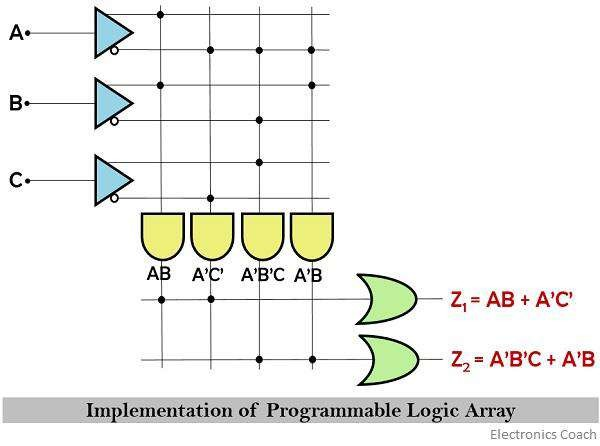 A
B
C
AB A'C' A'B'C A'B
Z₁ = AB + A'C'
Z₂ = A'B'C + A'B
Implementation of Programmable Logic Array
Electronics Coach